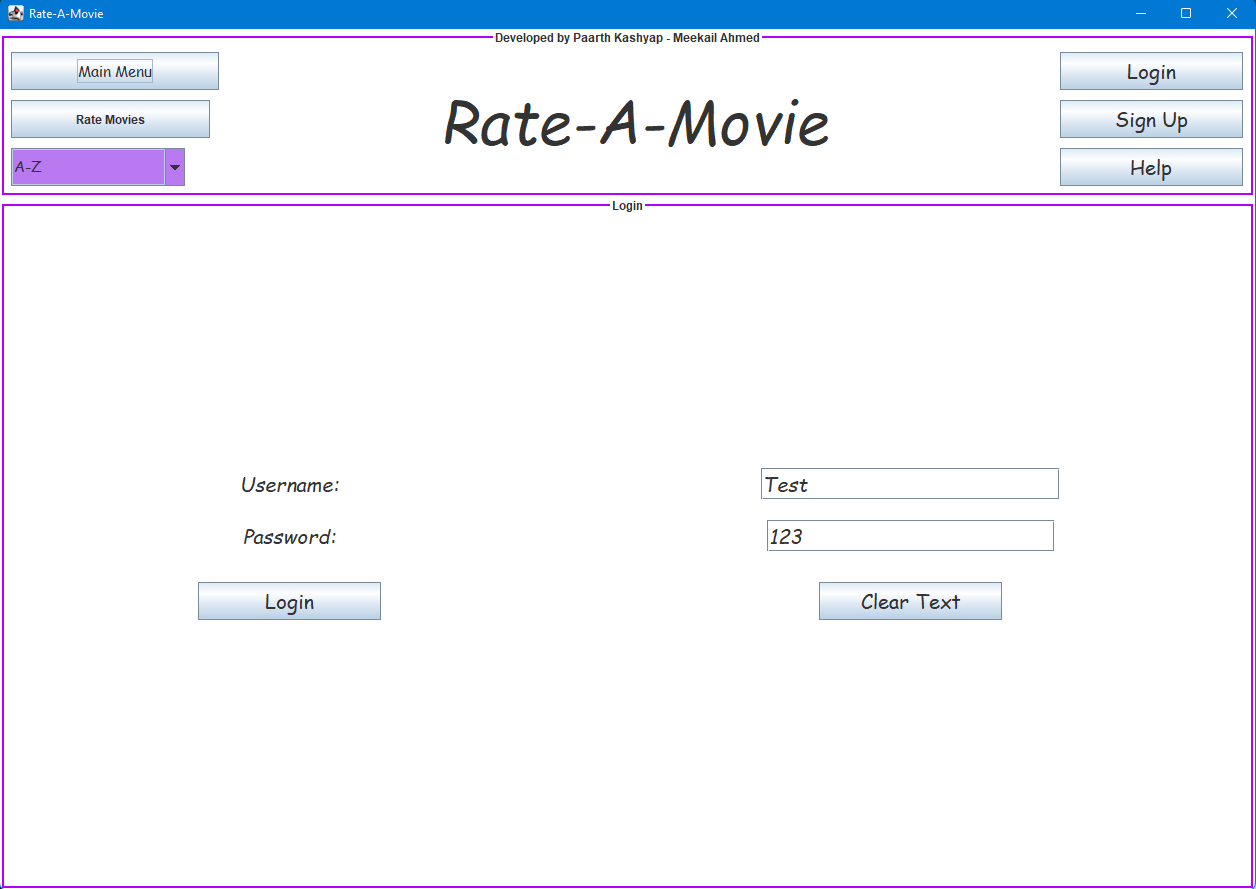 Rate-A-Movie
Developed by Paarth Kashyap - Meekail Ahmed
Main Menu
Rate Movies
A-Z
Rate-A-Movie
Login
Sign Up
Help
Login
Username:
Test
Password:
123
Login
Clear Text